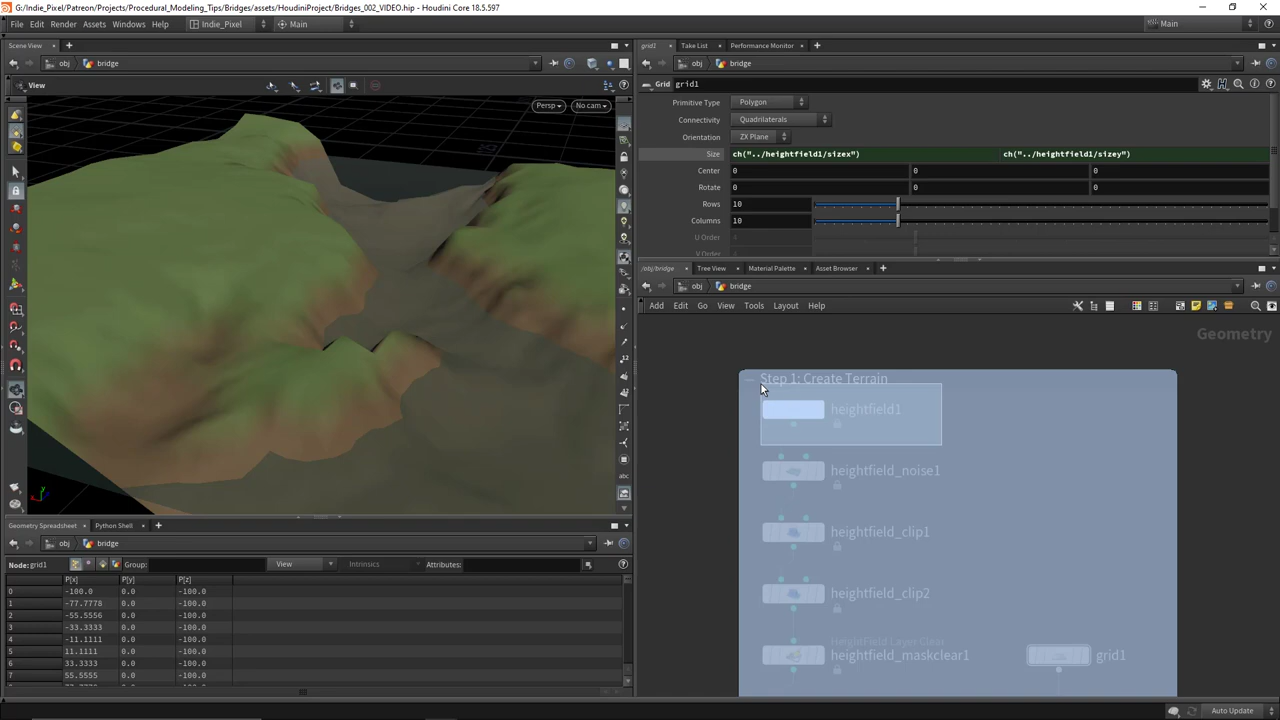 G:/Indie_Pixel/Patreon/Projects/Procedural_Modeling_Tips/Bridges/assets/HoudiniProject/Bridges_002_VIDEO.hip - Houdini Core 18.5.597
File Edit Render Assets Windows Help Indie_Pixel Main Main
Scene View
grid1 Take List Performance Monitor
obj bridge
obj bridge
View
Grid grid1
Persp No cam
Primitive Type Polygon
Connectivity Quadrilaterals
Orientation ZX Plane
Size ch("../heightfield1/sizex") ch("../heightfield1/sizey")
Center 0 0 0
Rotate 0 0 0
Rows 10
Columns 10
U Order 4
V Order
/obj/bridge Tree View Material Palette Asset Browser
obj bridge
Add Edit Go View Tools Layout Help
Geometry
Step 1: Create Terrain
heightfield1
heightfield_noise1
heightfield_clip1
heightfield_clip2
HeightField Layer Clear
heightfield_maskclear1
grid1
12
abc
Geometry Spreadsheet Python Shell
obj bridge
Node: grid1 Group: View Intrinsics Attributes:
P[x] P[y] P[z]
0 -100.0 0.0 -100.0
1 -77.7778 0.0 -100.0
2 -55.5556 0.0 -100.0
3 -33.3333 0.0 -100.0
4 -11.1111 0.0 -100.0
5 11.1111 0.0 -100.0
6 33.3333 0.0 -100.0
7 55.5555 0.0 -100.0
Auto Update